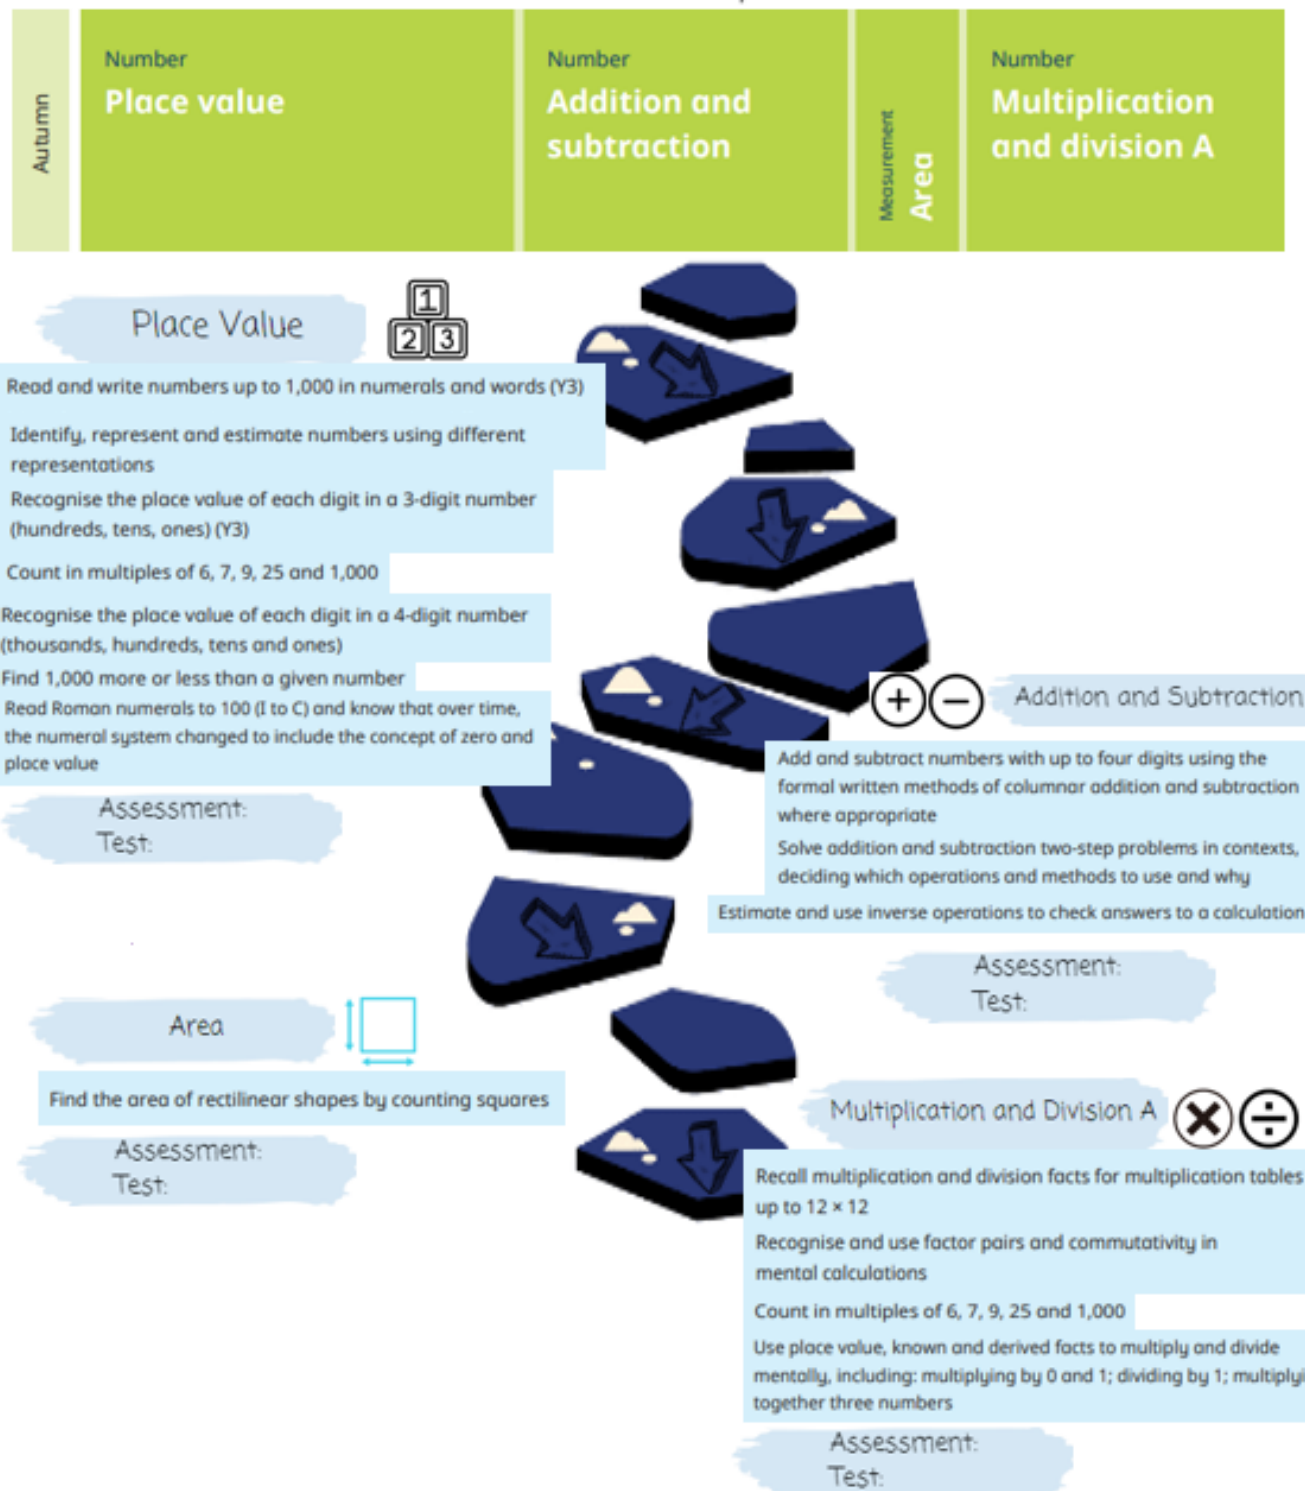 Autumn
Number
Place value
Number
Addition and
subtraction
Measurement
Area
Number
Multiplication
and division A
Place Value
1
2 3
Read and write numbers up to 1,000 in numerals and words (Y3)
Identify, represent and estimate numbers using different
representations
Recognise the place value of each digit in a 3-digit number
(hundreds, tens, ones) (Y3)
Count in multiples of 6, 7, 9, 25 and 1,000
Recognise the place value of each digit in a 4-digit number
(thousands, hundreds, tens and ones)
Find 1,000 more or less than a given number
Read Roman numerals to 100 (I to C) and know that over time,
the numeral system changed to include the concept of zero and
place value
Assessment:
Test:
+ − Addition and Subtraction
Add and subtract numbers with up to four digits using the
formal written methods of columnar addition and subtraction
where appropriate
Solve addition and subtraction two-step problems in contexts,
deciding which operations and methods to use and why
Estimate and use inverse operations to check answers to a calculation
Assessment:
Test:
Area
Find the area of rectilinear shapes by counting squares
Assessment:
Test:
Multiplication and Division A × ÷
Recall multiplication and division facts for multiplication tables
up to 12 × 12
Recognise and use factor pairs and commutativity in
mental calculations
Count in multiples of 6, 7, 9, 25 and 1,000
Use place value, known and derived facts to multiply and divide
mentally, including: multiplying by 0 and 1; dividing by 1; multiplyi
together three numbers
Assessment:
Test: